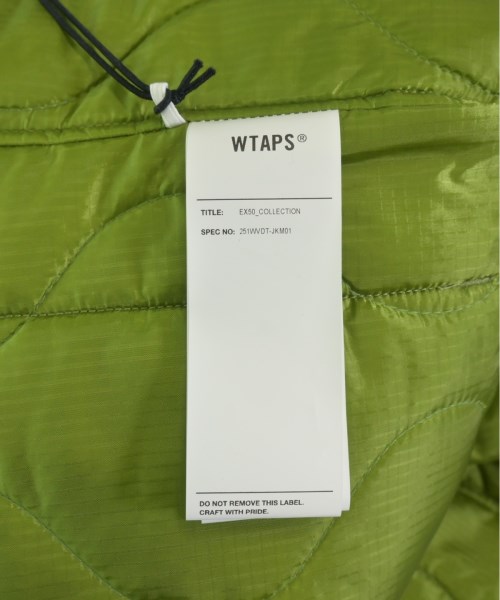 WTAPS®
TITLE: EX50_COLLECTION
SPEC NO: 251WVDT-JKM01
DO NOT REMOVE THIS LABEL.
CRAFT WITH PRIDE.